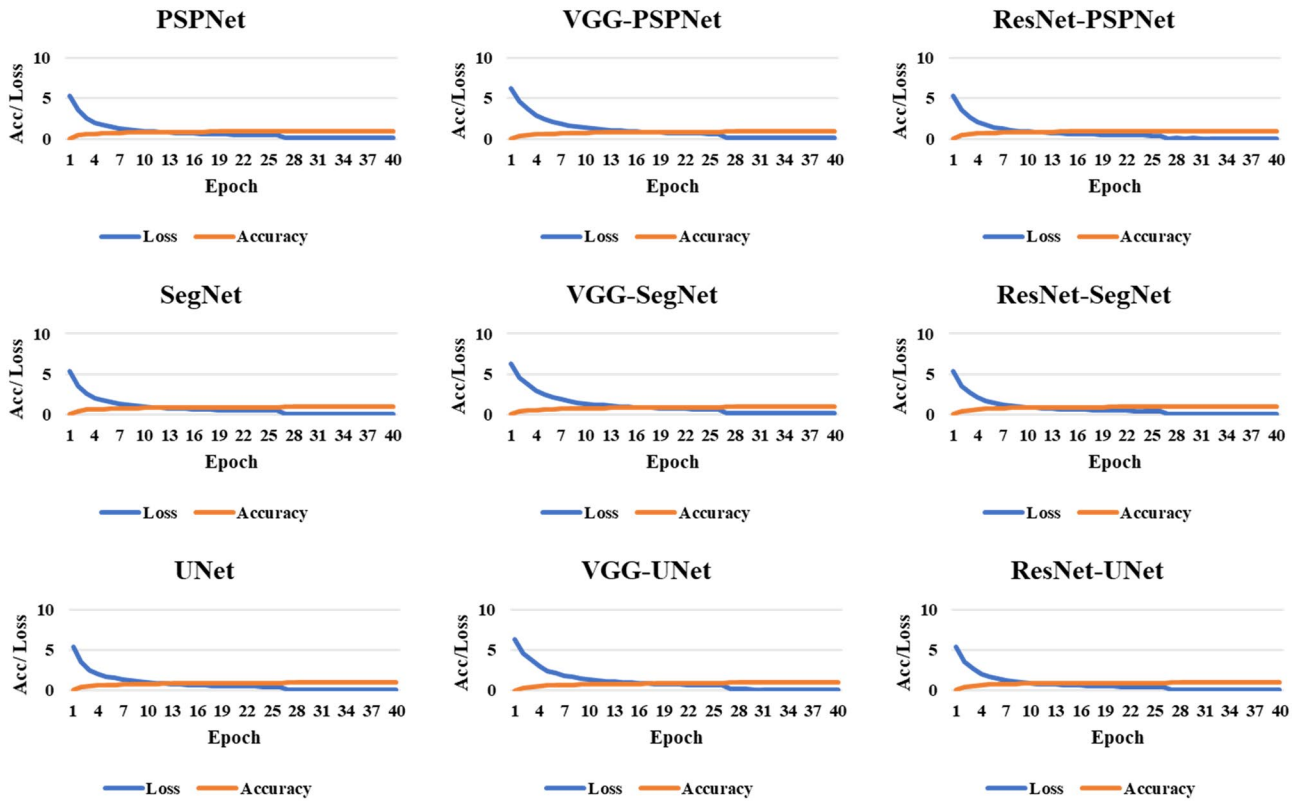 PSPNet
VGG-PSPNet
ResNet-PSPNet
10
5
0
Acc/ Loss
1 4 7 10 13 16 19 22 25 28 31 34 37 40
Epoch
Loss Accuracy
10
5
0
Acc/Loss
1 4 7 10 13 16 19 22 25 28 31 34 37 40
Epoch
Loss Accuracy
10
5
0
Acc/Loss
1 4 7 10 13 16 19 22 25 28 31 34 37 40
Epoch
Loss Accuracy
SegNet
VGG-SegNet
ResNet-SegNet
10
5
0
Acc/ Loss
1 4 7 10 13 16 19 22 25 28 31 34 37 40
Epoch
Loss Accuracy
10
5
0
Acc/Loss
1 4 7 10 13 16 19 22 25 28 31 34 37 40
Epoch
Loss Accuracy
10
5
0
Acc/Loss
1 4 7 10 13 16 19 22 25 28 31 34 37 40
Epoch
Loss Accuracy
UNet
VGG-UNet
ResNet-UNet
10
5
0
Acc/ Loss
1 4 7 10 13 16 19 22 25 28 31 34 37 40
Epoch
Loss Accuracy
10
5
0
Acc/Loss
1 4 7 10 13 16 19 22 25 28 31 34 37 40
Epoch
Loss Accuracy
10
5
0
Acc/Loss
1 4 7 10 13 16 19 22 25 28 31 34 37 40
Epoch
Loss Accuracy